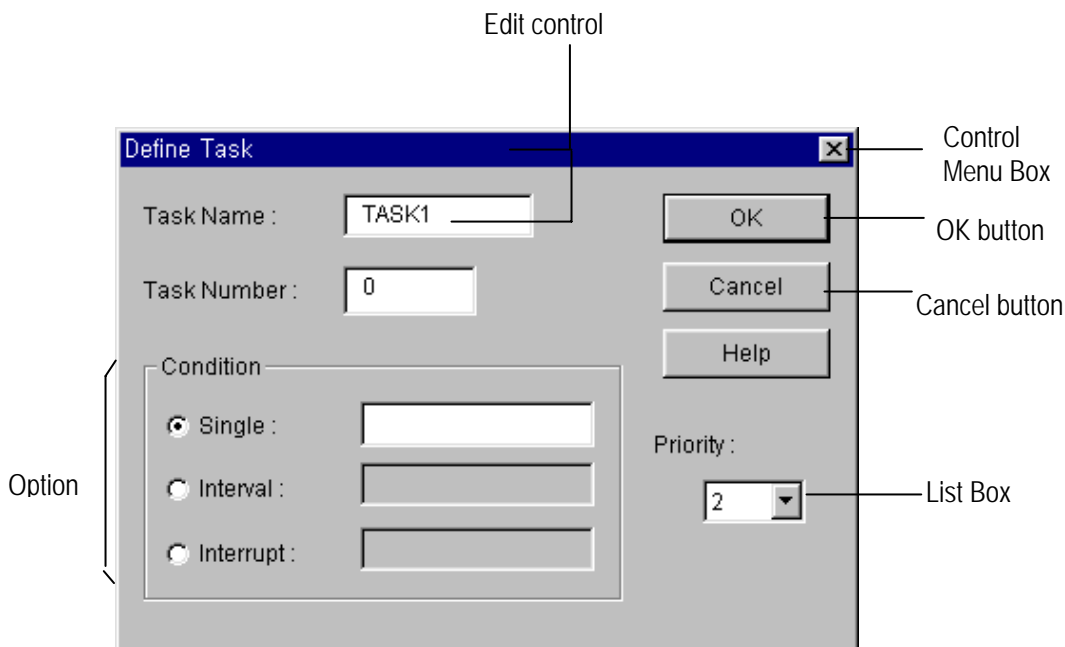 Edit control
Define Task
Control
Menu Box
Task Name :
TASK1
OK
OK button
Task Number :
0
Cancel
Cancel button
Help
Condition
Single :
Priority :
Option
Interval :
2
List Box
Interrupt :